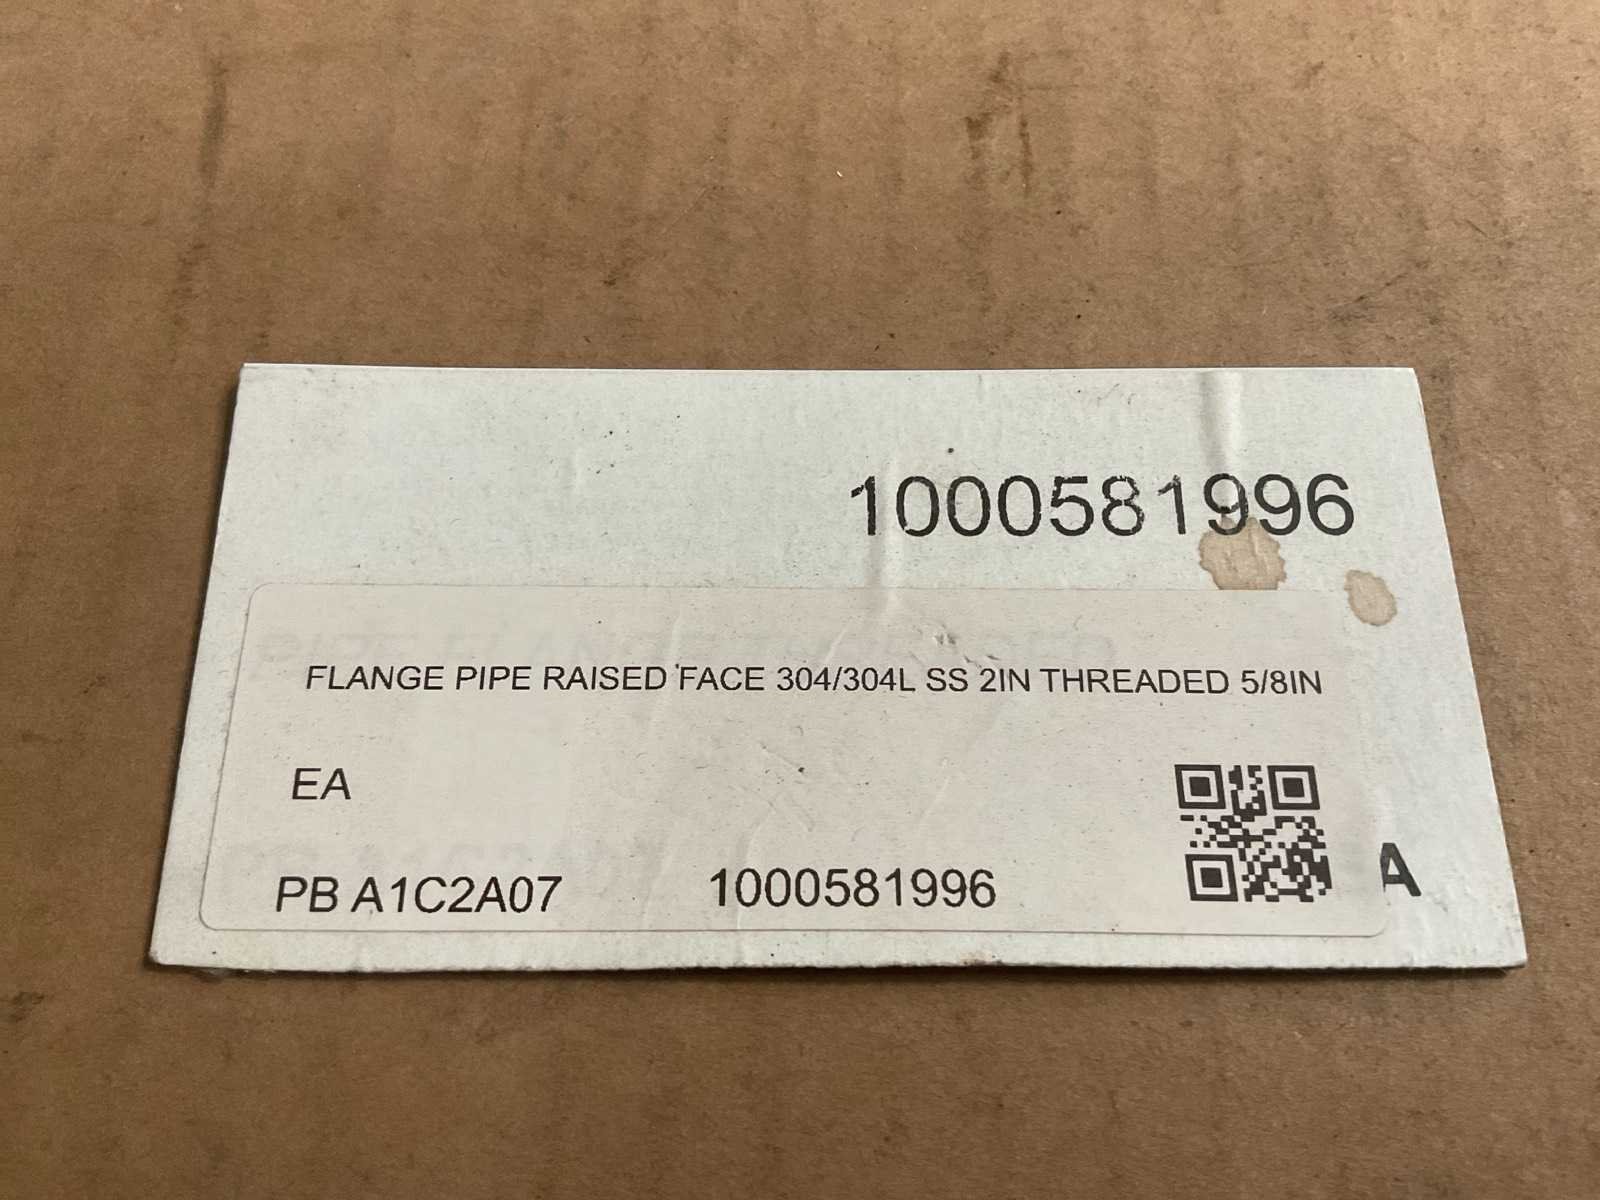 1000581996
FLANGE PIPE RAISED FACE 304/304L SS 2IN THREADED 5/8IN
EA
A
PB A1C2A07 1000581996